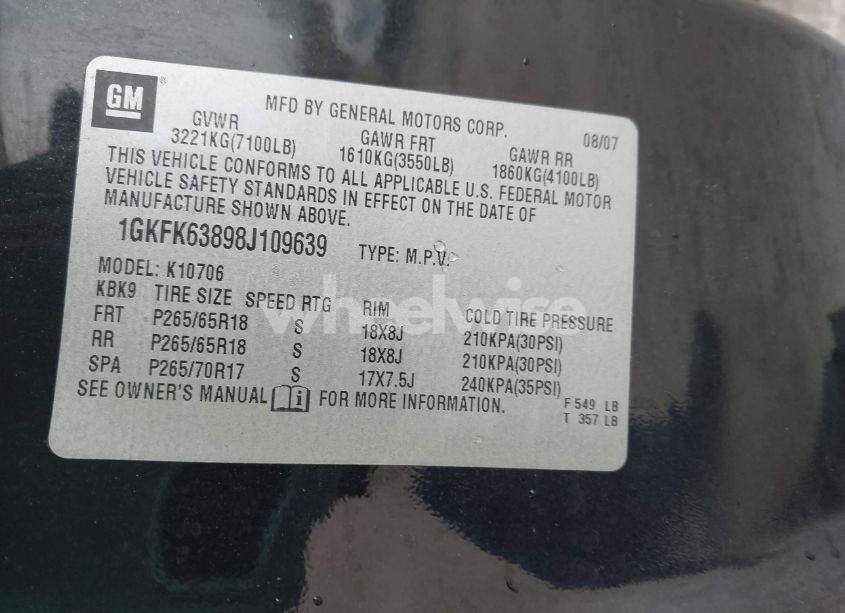 GM
MFD BY GENERAL MOTORS CORP. 08/07
GVWR GAWR FRT GAWR RR
3221KG(7100LB) 1610KG(3550LB) 1860KG(4100LB)
THIS VEHICLE CONFORMS TO ALL APPLICABLE U.S. FEDERAL MOTOR
VEHICLE SAFETY STANDARDS IN EFFECT ON THE DATE OF
MANUFACTURE SHOWN ABOVE.
1GKFK63898J109639 TYPE: M.P.V.
MODEL: K10706
KBK9 TIRE SIZE SPEED RTG RIM COLD TIRE PRESSURE
FRT P265/65R18 S 18X8J 210KPA(30PSI)
RR P265/65R18 S 18X8J 210KPA(30PSI)
SPA P265/70R17 S 17X7.5J 240KPA(35PSI)
SEE OWNER'S MANUAL i FOR MORE INFORMATION.
F 549 LB
T 357 LB
wheelwise